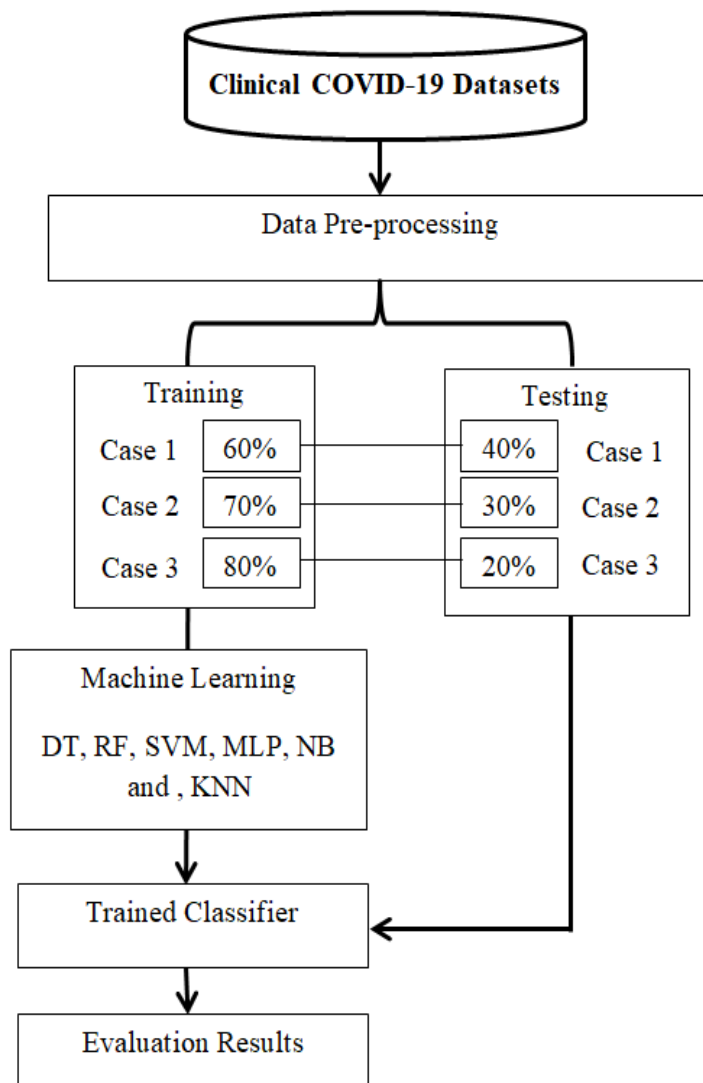 Clinical COVID-19 Datasets
Data Pre-processing
Training
Case 1 60%
Case 2 70%
Case 3 80%
Testing
40% Case 1
30% Case 2
20% Case 3
Machine Learning
DT, RF, SVM, MLP, NB
and , KNN
Trained Classifier
Evaluation Results